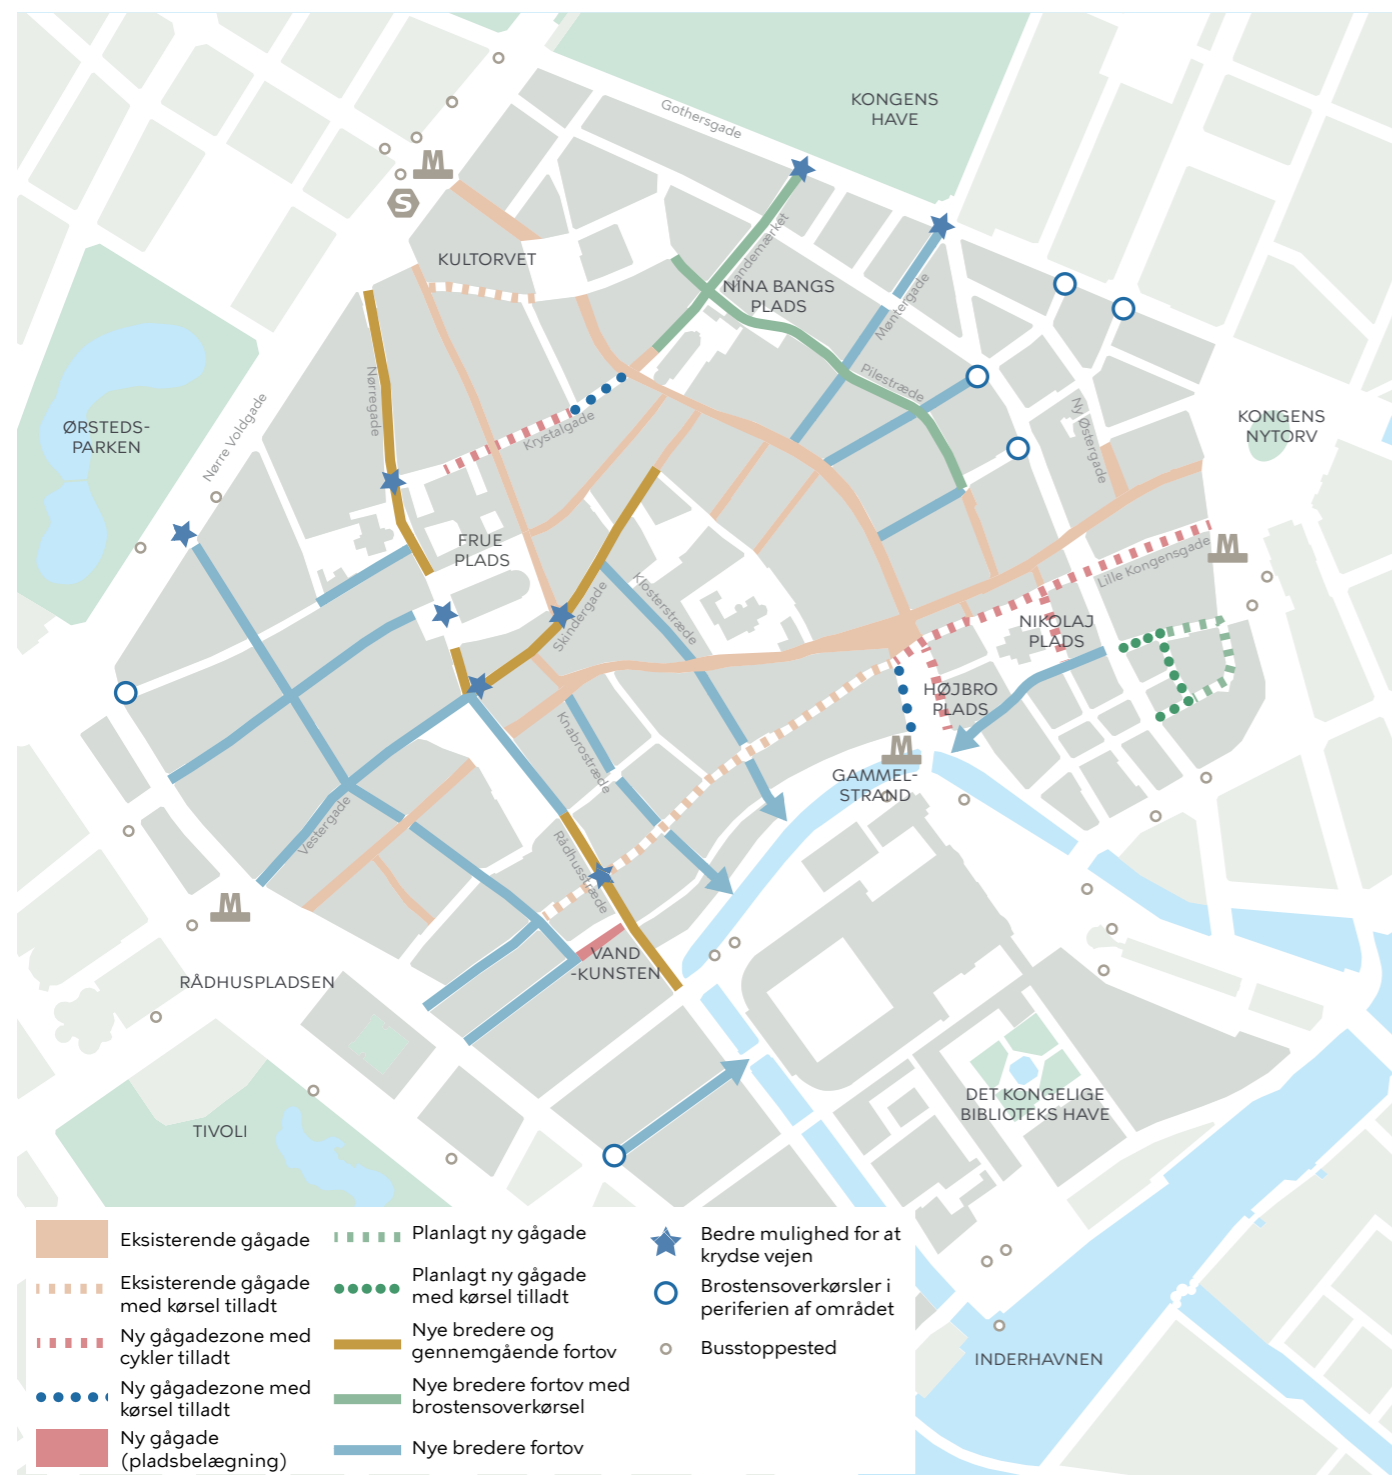 KONGENS
HAVE
Gothersgade
M
S
KULTORVET
Landemærket
NINA BANGS
PLADS
Møntergade
Pilestræde
Ny Østergade
KONGENS
NYTORV
ØRSTEDS-
PARKEN
Nørre Voldgade
Nørregade
Krystalgade
FRUE
PLADS
Skindergade
Klosterstræde
Lille Kongensgade
M
NIKOLAJ
PLADS
HØJBRO
PLADS
Knabrostræde
M
GAMMEL-
STRAND
Vestergade
Rådhusstræde
M
VAND
-KUNSTEN
RÅDHUSPLADSEN
DET KONGELIGE
BIBLIOTEKS HAVE
TIVOLI
INDERHAVNEN
Eksisterende gågade
Eksisterende gågade
med kørsel tilladt
Ny gågadezone med
cykler tilladt
Ny gågadezone med
kørsel tilladt
Ny gågade
(pladsbelægning)
Planlagt ny gågade
Planlagt ny gågade
med kørsel tilladt
Nye bredere og
gennemgående fortov
Nye bredere fortov med
brostensoverkørsel
Nye bredere fortov
Bedre mulighed for at
krydse vejen
Brostensoverkørsler i
periferien af området
Busstoppested